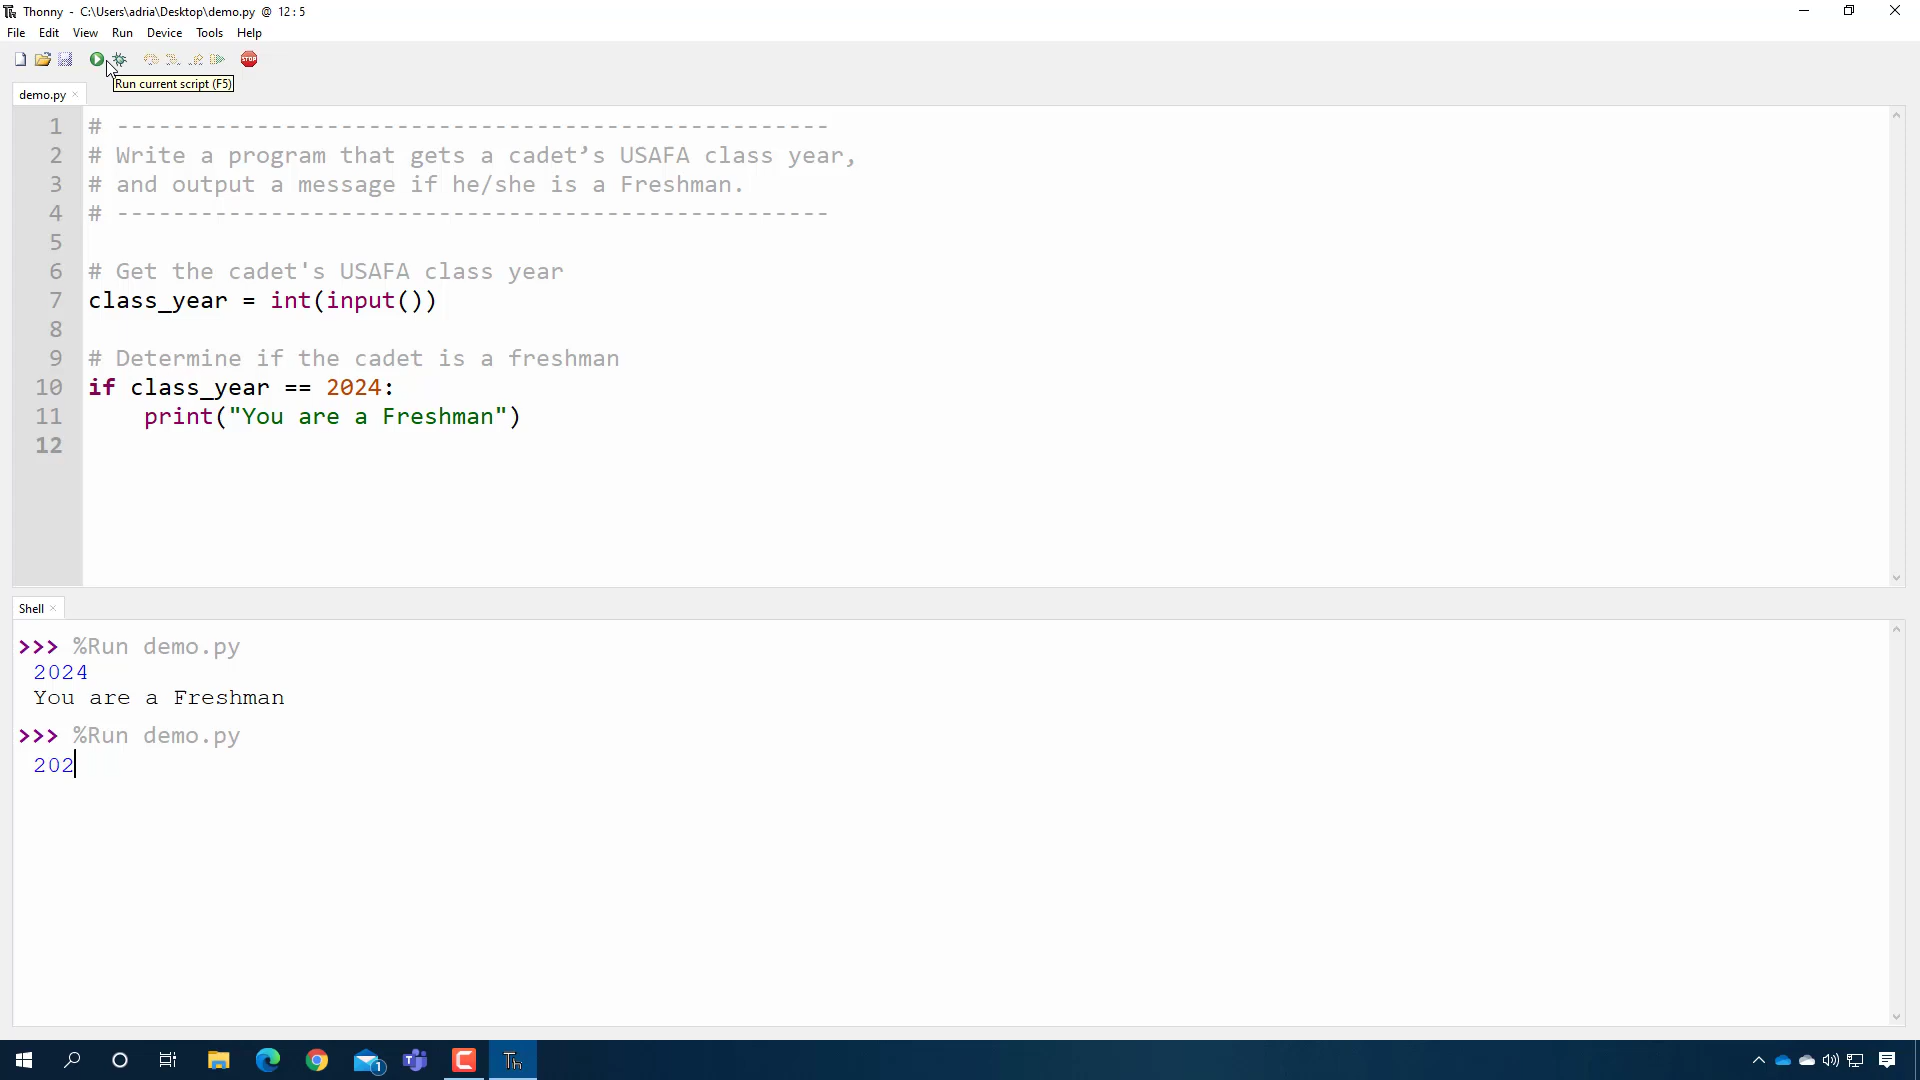 Thonny - C:\Users\adria\Desktop\demo.py @ 12 : 5
File Edit View Run Device Tools Help
STOP
Run current script (F5)
demo.py ×
1 # ---------------------------------------------------
2 # Write a program that gets a cadet’s USAFA class year,
3 # and output a message if he/she is a Freshman.
4 # ---------------------------------------------------
5
6 # Get the cadet's USAFA class year
7 class_year = int(input())
8
9 # Determine if the cadet is a freshman
10 if class_year == 2024:
11     print("You are a Freshman")
12
Shell ×
>>> %Run demo.py
2024
You are a Freshman
>>> %Run demo.py
202
1
Th